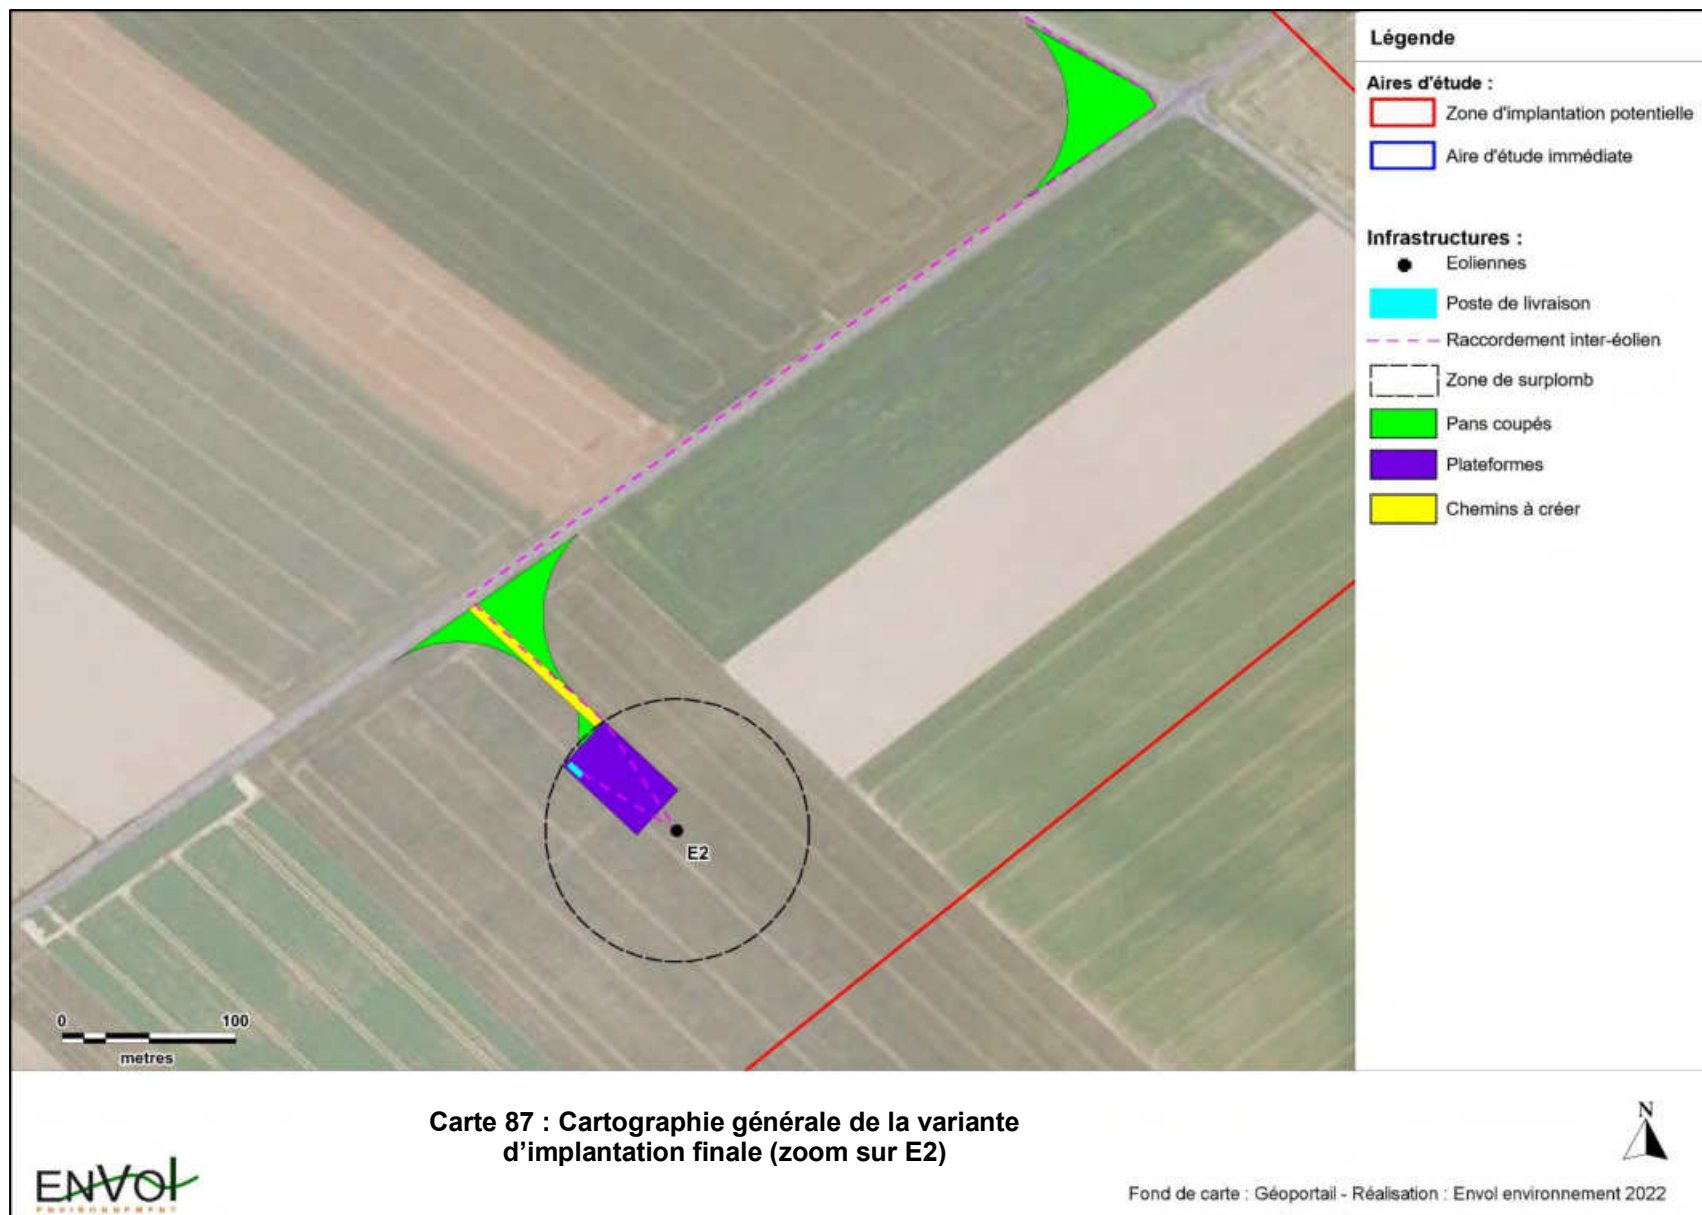 Légende
Aires d'étude :
Zone d'implantation potentielle
Aire d'étude immédiate
Infrastructures :
Eoliennes
Poste de livraison
Raccordement inter-éolien
Zone de surplomb
Pans coupés
Plateformes
Chemins à créer
E2
0 100
metres
Carte 87 : Cartographie générale de la variante
d’implantation finale (zoom sur E2)
N
ENVOl
ENVIRONNEMENT
Fond de carte : Géoportail - Réalisation : Envol environnement 2022